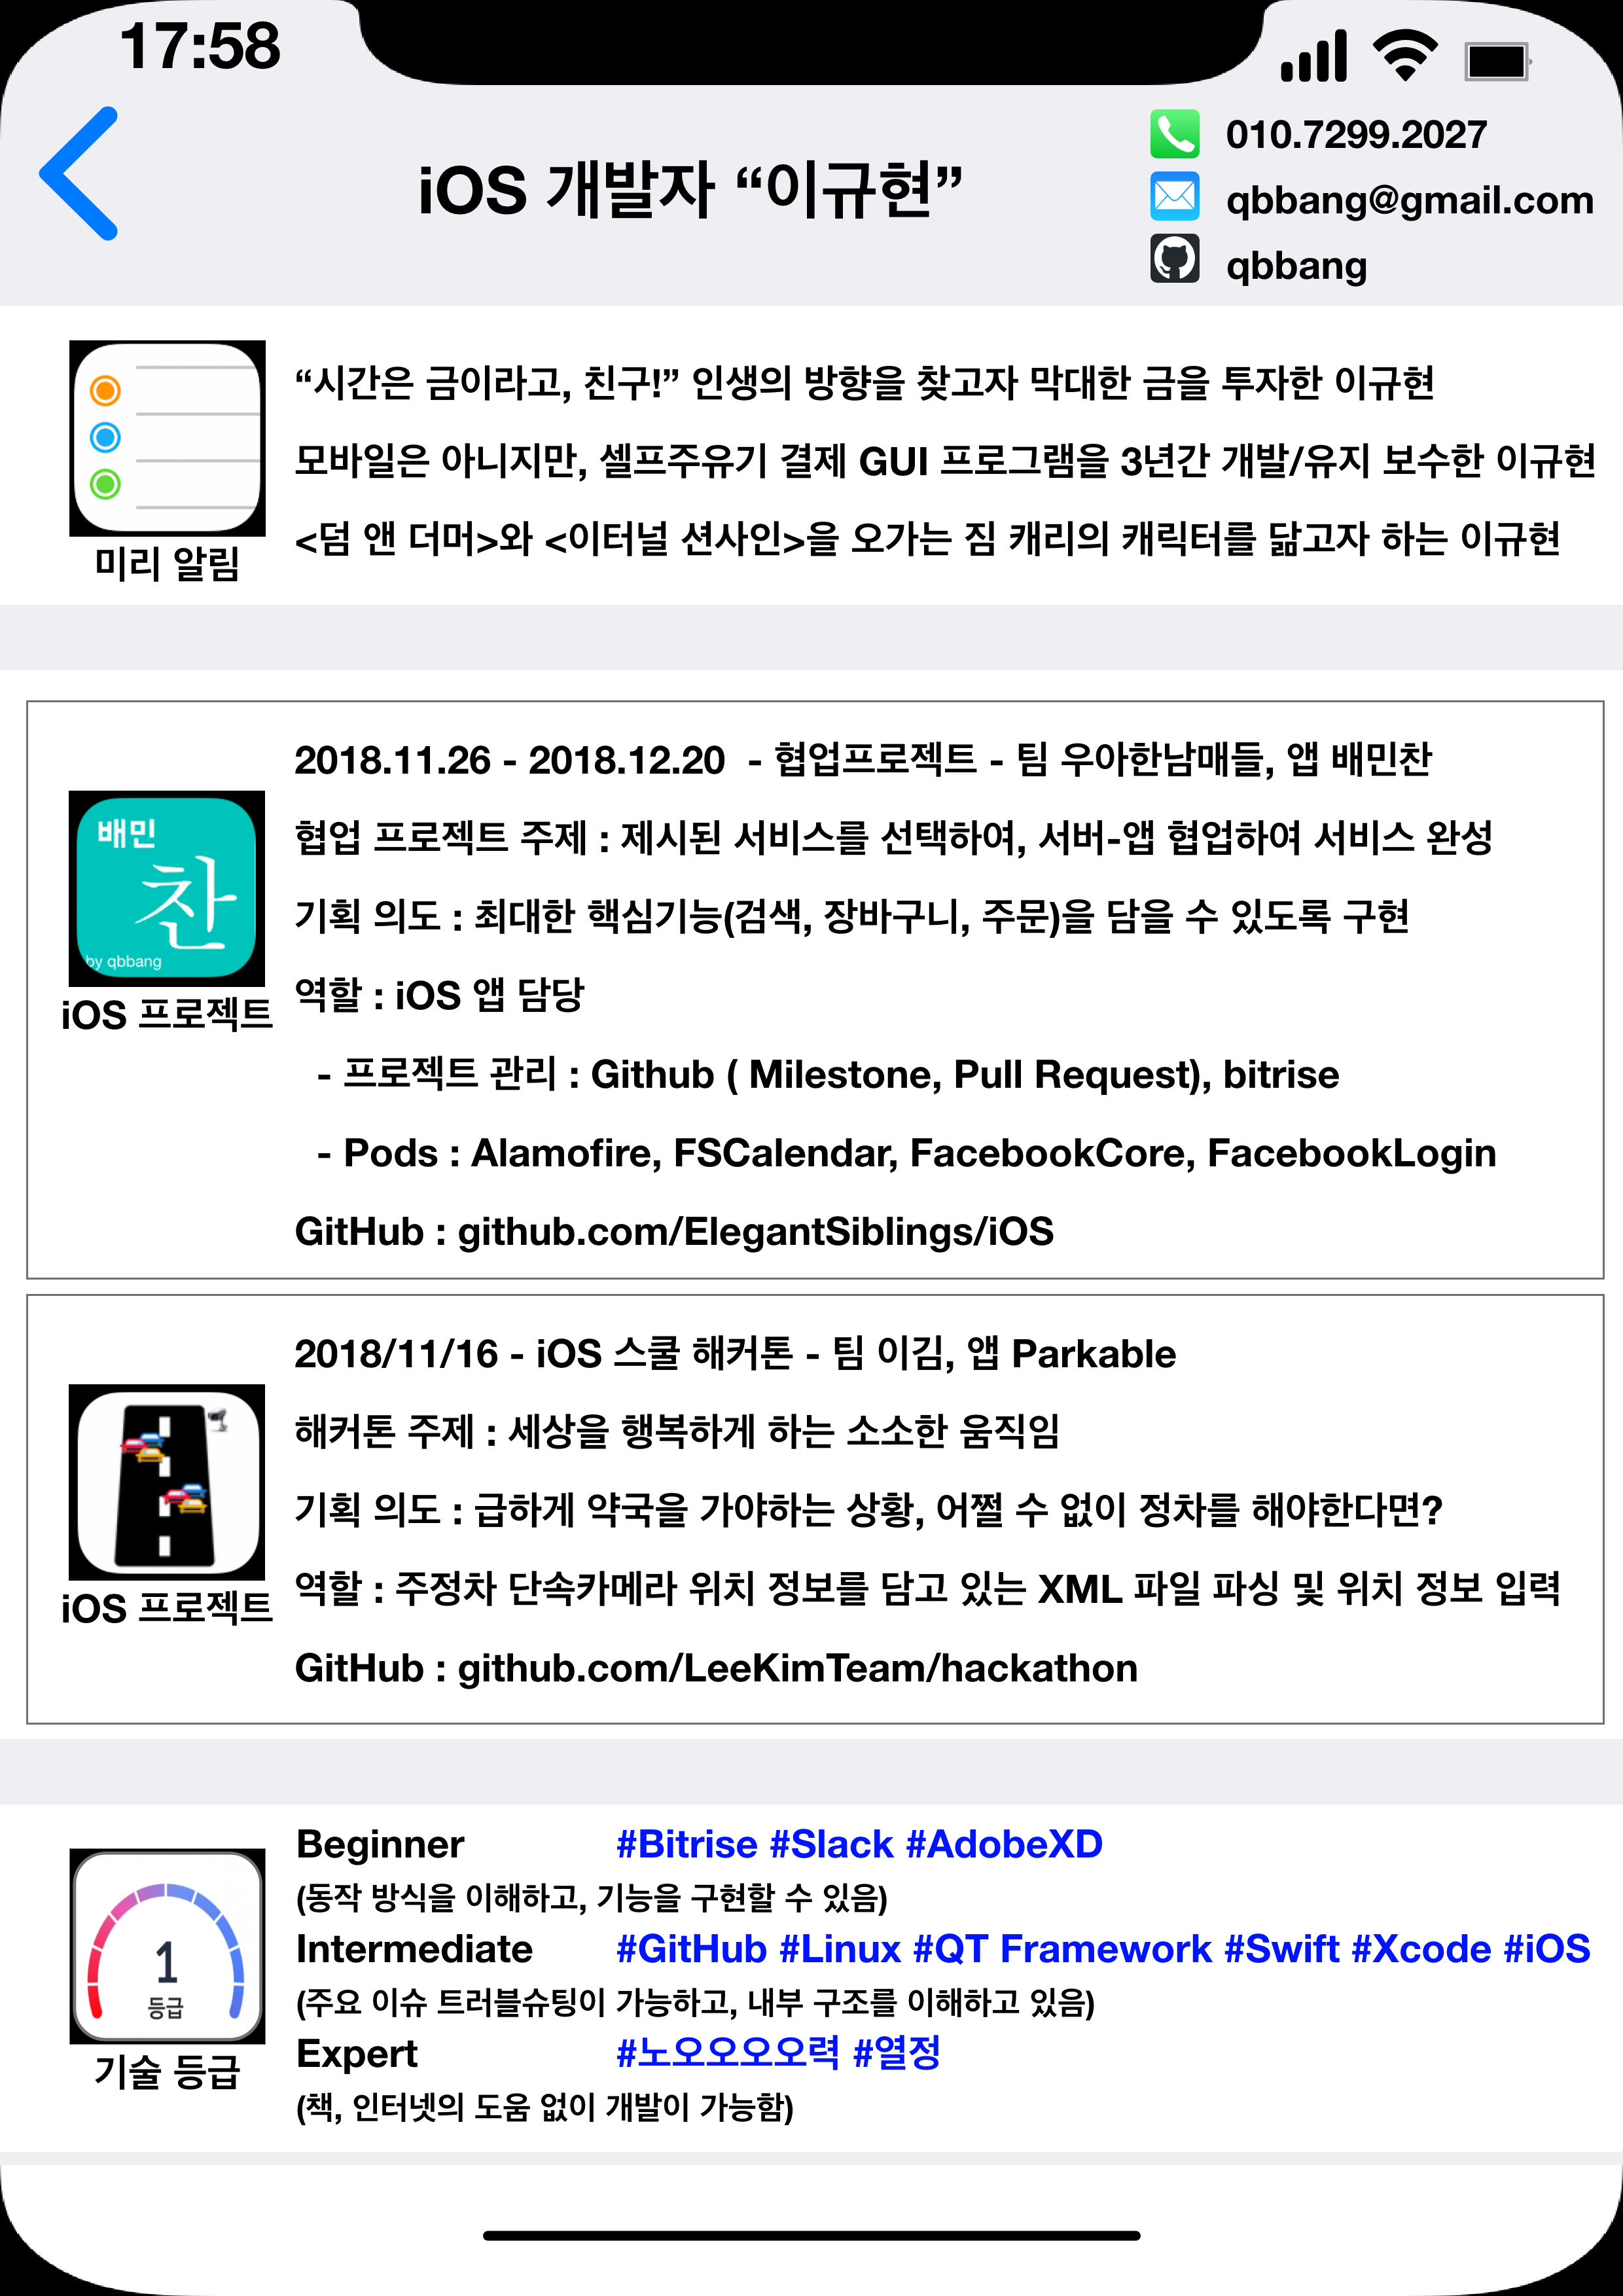 17:58
iOS 개발자 “이규현”
010.7299.2027
qbbang@gmail.com
qbbang
“시간은 금이라고, 친구!” 인생의 방향을 찾고자 막대한 금을 투자한 이규현
모바일은 아니지만, 셀프주유기 결제 GUI 프로그램을 3년간 개발/유지 보수한 이규현
<덤 앤 더머>와 <이터널 션사인>을 오가는 짐 캐리의 캐릭터를 닮고자 하는 이규현
미리 알림
2018.11.26 - 2018.12.20 - 협업프로젝트 - 팀 우아한남매들, 앱 배민찬
협업 프로젝트 주제 : 제시된 서비스를 선택하여, 서버-앱 협업하여 서비스 완성
기획 의도 : 최대한 핵심기능(검색, 장바구니, 주문)을 담을 수 있도록 구현
역할 : iOS 앱 담당
- 프로젝트 관리 : Github ( Milestone, Pull Request), bitrise
- Pods : Alamofire, FSCalendar, FacebookCore, FacebookLogin
GitHub : github.com/ElegantSiblings/iOS
배민
찬
by qbbang
iOS 프로젝트
2018/11/16 - iOS 스쿨 해커톤 - 팀 이김, 앱 Parkable
해커톤 주제 : 세상을 행복하게 하는 소소한 움직임
기획 의도 : 급하게 약국을 가야하는 상황, 어쩔 수 없이 정차를 해야한다면?
역할 : 주정차 단속카메라 위치 정보를 담고 있는 XML 파일 파싱 및 위치 정보 입력
GitHub : github.com/LeeKimTeam/hackathon
iOS 프로젝트
Beginner #Bitrise #Slack #AdobeXD
(동작 방식을 이해하고, 기능을 구현할 수 있음)
Intermediate #GitHub #Linux #QT Framework #Swift #Xcode #iOS
(주요 이슈 트러블슈팅이 가능하고, 내부 구조를 이해하고 있음)
Expert #노오오오오력 #열정
(책, 인터넷의 도움 없이 개발이 가능함)
1
등급
기술 등급